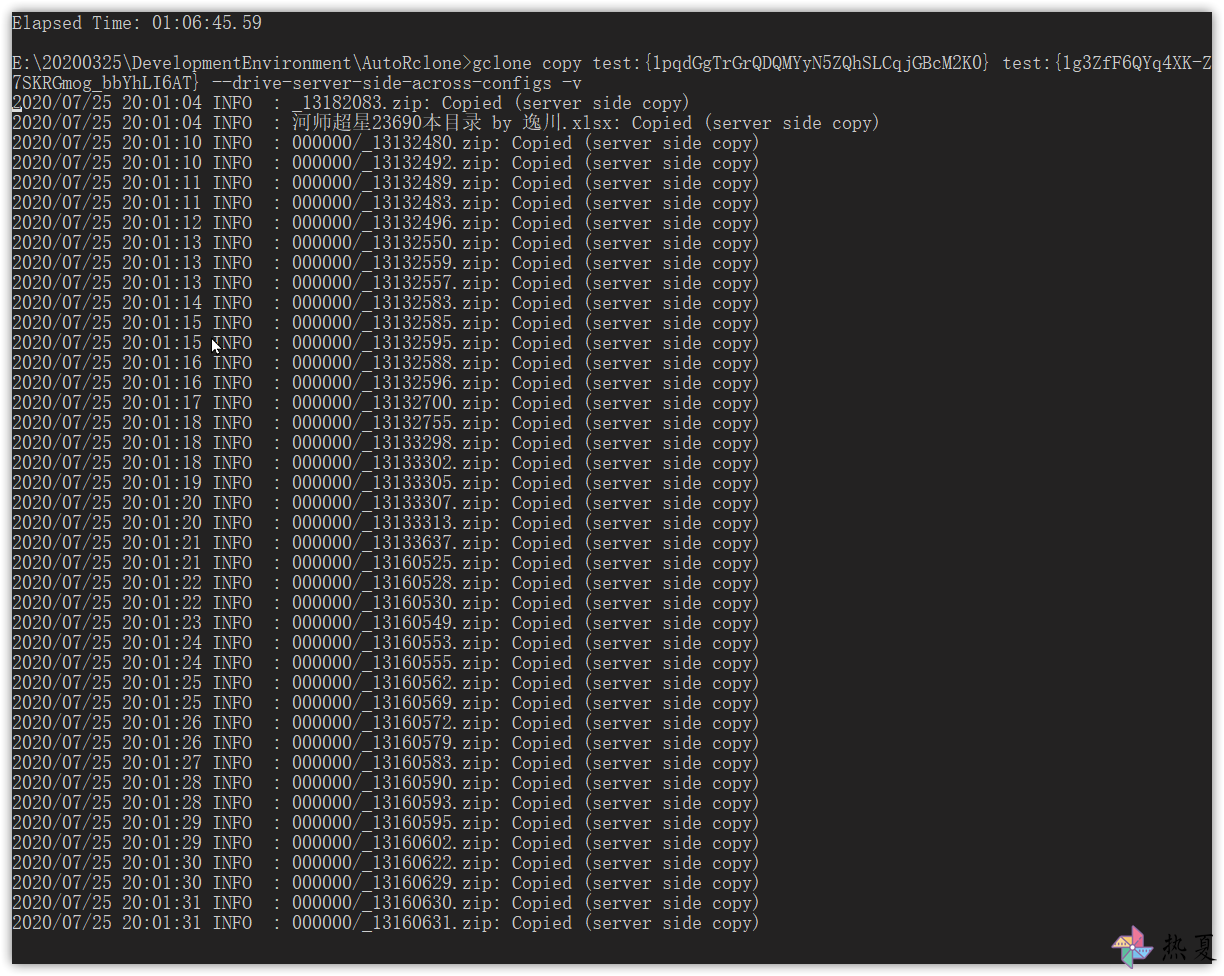 Elapsed Time: 01:06:45.59
E:\20200325\DevelopmentEnvironment\AutoRclone>gclone copy test:{1pqdGgTrGrQDQMYyN5ZQhSLCqjGBcM2K0} test:{1g3ZfF6QYq4XK-Z
7SKRGmog_bbYhLI6AT} --drive-server-side-across-configs -v
2020/07/25 20:01:04 INFO  : _13182083.zip: Copied (server side copy)
2020/07/25 20:01:04 INFO  : 河师超星23690本目录 by 逸川.xlsx: Copied (server side copy)
2020/07/25 20:01:10 INFO  : 000000/_13132480.zip: Copied (server side copy)
2020/07/25 20:01:10 INFO  : 000000/_13132492.zip: Copied (server side copy)
2020/07/25 20:01:11 INFO  : 000000/_13132489.zip: Copied (server side copy)
2020/07/25 20:01:11 INFO  : 000000/_13132483.zip: Copied (server side copy)
2020/07/25 20:01:12 INFO  : 000000/_13132496.zip: Copied (server side copy)
2020/07/25 20:01:13 INFO  : 000000/_13132550.zip: Copied (server side copy)
2020/07/25 20:01:13 INFO  : 000000/_13132559.zip: Copied (server side copy)
2020/07/25 20:01:13 INFO  : 000000/_13132557.zip: Copied (server side copy)
2020/07/25 20:01:14 INFO  : 000000/_13132583.zip: Copied (server side copy)
2020/07/25 20:01:15 INFO  : 000000/_13132585.zip: Copied (server side copy)
2020/07/25 20:01:15 INFO  : 000000/_13132595.zip: Copied (server side copy)
2020/07/25 20:01:16 INFO  : 000000/_13132588.zip: Copied (server side copy)
2020/07/25 20:01:16 INFO  : 000000/_13132596.zip: Copied (server side copy)
2020/07/25 20:01:17 INFO  : 000000/_13132700.zip: Copied (server side copy)
2020/07/25 20:01:18 INFO  : 000000/_13132755.zip: Copied (server side copy)
2020/07/25 20:01:18 INFO  : 000000/_13133298.zip: Copied (server side copy)
2020/07/25 20:01:18 INFO  : 000000/_13133302.zip: Copied (server side copy)
2020/07/25 20:01:19 INFO  : 000000/_13133305.zip: Copied (server side copy)
2020/07/25 20:01:20 INFO  : 000000/_13133307.zip: Copied (server side copy)
2020/07/25 20:01:20 INFO  : 000000/_13133313.zip: Copied (server side copy)
2020/07/25 20:01:21 INFO  : 000000/_13133637.zip: Copied (server side copy)
2020/07/25 20:01:21 INFO  : 000000/_13160525.zip: Copied (server side copy)
2020/07/25 20:01:22 INFO  : 000000/_13160528.zip: Copied (server side copy)
2020/07/25 20:01:22 INFO  : 000000/_13160530.zip: Copied (server side copy)
2020/07/25 20:01:23 INFO  : 000000/_13160549.zip: Copied (server side copy)
2020/07/25 20:01:24 INFO  : 000000/_13160553.zip: Copied (server side copy)
2020/07/25 20:01:24 INFO  : 000000/_13160555.zip: Copied (server side copy)
2020/07/25 20:01:25 INFO  : 000000/_13160562.zip: Copied (server side copy)
2020/07/25 20:01:25 INFO  : 000000/_13160569.zip: Copied (server side copy)
2020/07/25 20:01:26 INFO  : 000000/_13160572.zip: Copied (server side copy)
2020/07/25 20:01:26 INFO  : 000000/_13160579.zip: Copied (server side copy)
2020/07/25 20:01:27 INFO  : 000000/_13160583.zip: Copied (server side copy)
2020/07/25 20:01:28 INFO  : 000000/_13160590.zip: Copied (server side copy)
2020/07/25 20:01:28 INFO  : 000000/_13160593.zip: Copied (server side copy)
2020/07/25 20:01:29 INFO  : 000000/_13160595.zip: Copied (server side copy)
2020/07/25 20:01:29 INFO  : 000000/_13160602.zip: Copied (server side copy)
2020/07/25 20:01:30 INFO  : 000000/_13160622.zip: Copied (server side copy)
2020/07/25 20:01:30 INFO  : 000000/_13160629.zip: Copied (server side copy)
2020/07/25 20:01:31 INFO  : 000000/_13160630.zip: Copied (server side copy)
2020/07/25 20:01:31 INFO  : 000000/_13160631.zip: Copied (server side copy)
热夏